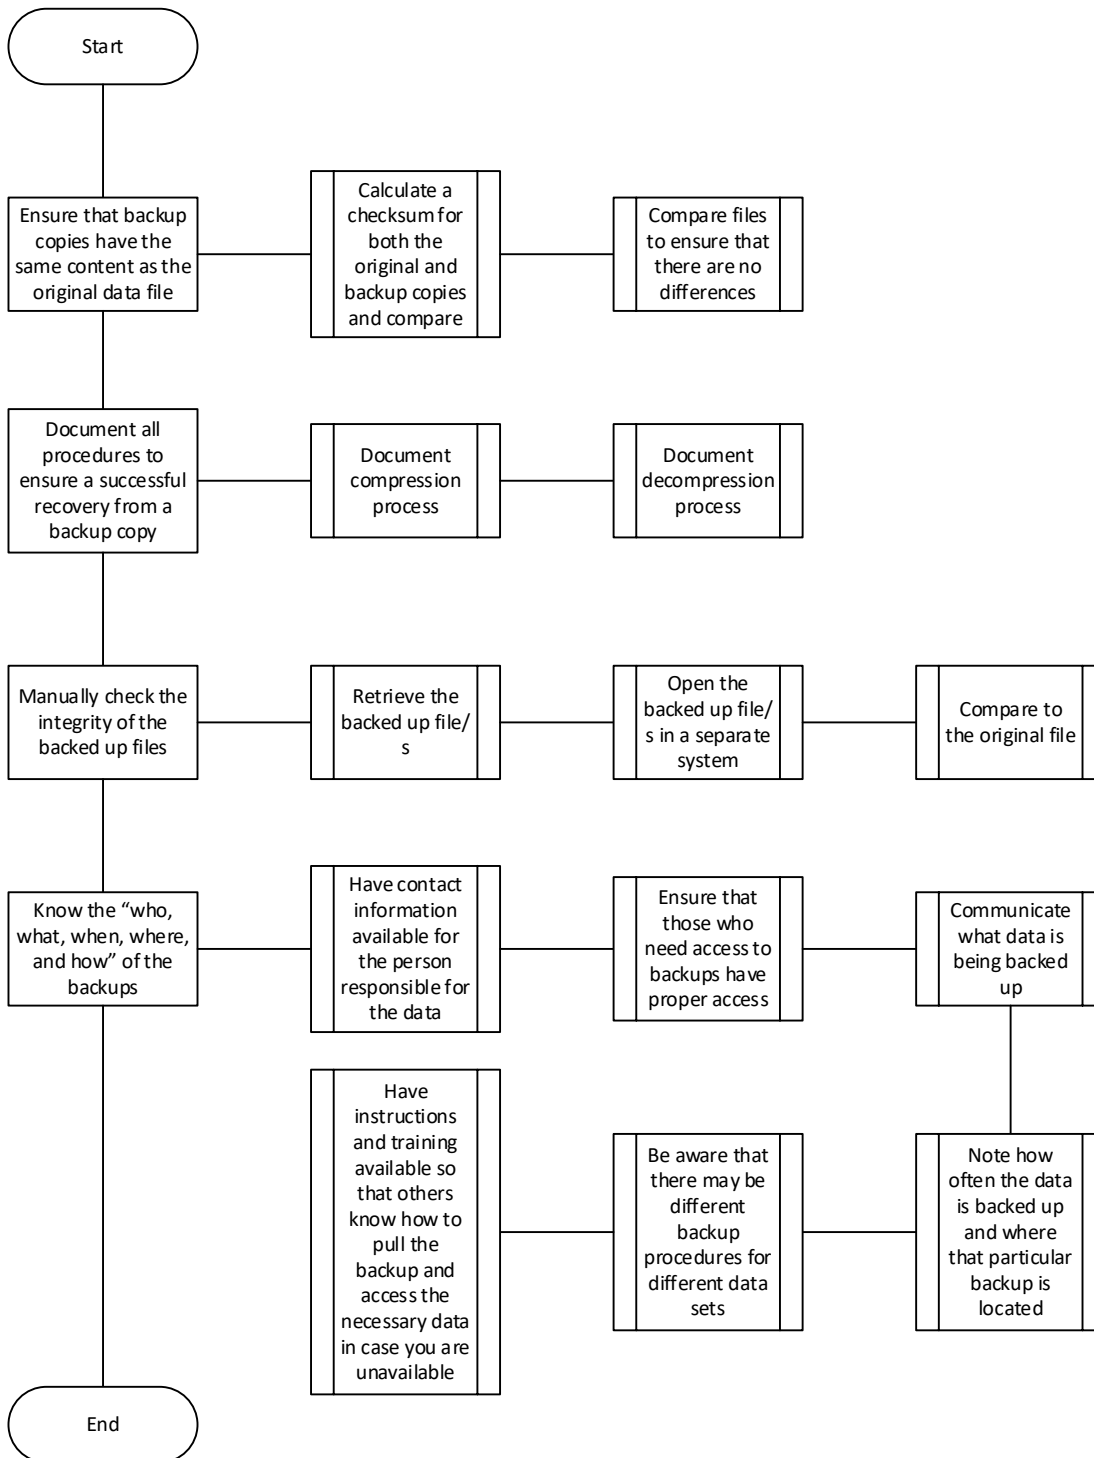 Start
Ensure that backup
copies have the
same content as the
original data file
Calculate a
checksum for
both the
original and
backup copies
and compare
Compare files
to ensure that
there are no
differences
Document all
procedures to
ensure a successful
recovery from a
backup copy
Document
compression
process
Document
decompression
process
Manually check the
integrity of the
backed up files
Retrieve the
backed up file/
s
Open the
backed up file/
s in a separate
system
Compare to
the original file
Know the “who,
what, when, where,
and how” of the
backups
Have contact
information
available for
the person
responsible for
the data
Ensure that
those who
need access to
backups have
proper access
Communicate
what data is
being backed
up
Note how
often the data
is backed up
and where
that particular
backup is
located
Be aware that
there may be
different
backup
procedures for
different data
sets
Have
instructions
and training
available so
that others
know how to
pull the
backup and
access the
necessary data
in case you are
unavailable
End